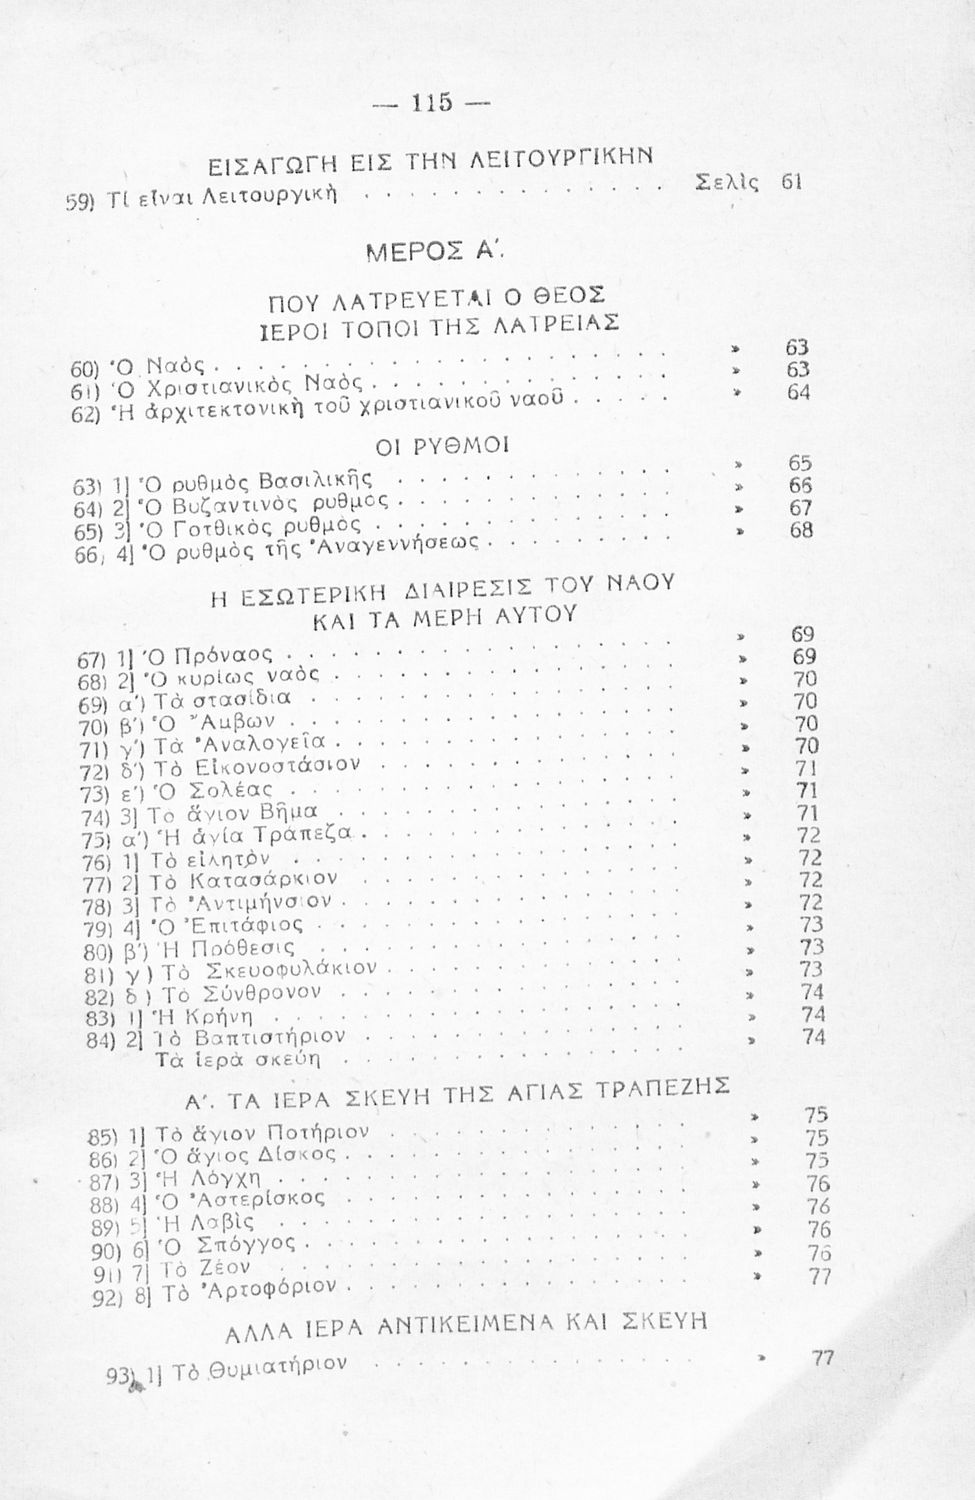 — 115 —
ΕΙΣΑΓΩΓΗ ΕΙΣ ΤΗΝ ΛΕΙΤΟΥΡΓΙΚΗΝ
59) Τί εἶναι Λειτουργικὴ . . . . . . . . . . . . . . Σελὶς 61
ΜΕΡΟΣ Α΄.
ΠΟΥ ΛΑΤΡΕΥΕΤΑΙ Ο ΘΕΟΣ
ΙΕΡΟΙ ΤΟΠΟΙ ΤΗΣ ΛΑΤΡΕΙΑΣ
60) Ὁ Ναὸς . . . . . . . . . . . . . . » 63
61) Ὁ Χριστιανικὸς Ναὸς . . . . . . . . . . . . » 63
62) Ἡ ἀρχιτεκτονικὴ τοῦ χριστιανικοῦ ναοῦ . . . . . » 64
ΟΙ ΡΥΘΜΟΙ
63) 1] Ὁ ρυθμὸς Βασιλικῆς . . . . . . . . . . . . » 65
64) 2] Ὁ Βυζαντινὸς ρυθμὸς . . . . . . . . . . . . » 66
65) 3] Ὁ Γοτθικὸς ρυθμὸς . . . . . . . . . . . . » 67
66) 4] Ὁ ρυθμὸς τῆς Ἀναγεννήσεως . . . . . . . . . » 68
Η ΕΣΩΤΕΡΙΚΗ ΔΙΑΙΡΕΣΙΣ ΤΟΥ ΝΑΟΥ
ΚΑΙ ΤΑ ΜΕΡΗ ΑΥΤΟΥ
67) 1] Ὁ Πρόναος . . . . . . . . . . . . » 69
68) 2] Ὁ κυρίως ναὸς . . . . . . . . . . . . » 69
69) α΄) Τὰ στασίδια . . . . . . . . . . . . » 70
70) β΄) Ὁ Ἄμβων . . . . . . . . . . . . » 70
71) γ΄) Τὰ Ἀναλογεῖα . . . . . . . . . . . . » 70
72) δ΄) Τὸ Εἰκονοστάσιον . . . . . . . . . . . . » 70
73) ε΄) Ὁ Σολέας . . . . . . . . . . . . » 71
74) 3] Τὸ ἅγιον Βῆμα . . . . . . . . . . . . » 71
75) α΄) Ἡ ἁγία Τράπεζα . . . . . . . . . . . . » 71
76) 1] Τὸ εἰλητὸν . . . . . . . . . . . . » 72
77) 2] Τὸ Κατασάρκιον . . . . . . . . . . . . » 72
78) 3] Τὸ Ἀντιμήνσιον . . . . . . . . . . . . » 72
79) 4] Ὁ Ἐπιτάφιος . . . . . . . . . . . . » 72
80) β΄) Ἡ Πρόθεσις . . . . . . . . . . . . » 73
81) γ) Τὸ Σκευοφυλάκιον . . . . . . . . . . . . » 73
82) δ) Τὸ Σύνθρονον . . . . . . . . . . . . » 73
83) 1] Ἡ Κρήνη . . . . . . . . . . . . » 74
84) 2] Τὸ Βαπτιστήριον . . . . . . . . . . . . » 74
Τὰ ἱερὰ σκεύη . . . . . . . . . . . . » 74
Α΄. ΤΑ ΙΕΡΑ ΣΚΕΥΗ ΤΗΣ ΑΓΙΑΣ ΤΡΑΠΕΖΗΣ
85) 1] Τὸ ἅγιον Ποτήριον . . . . . . . . . . . . » 75
86) 2] Ὁ ἅγιος Δίσκος . . . . . . . . . . . . » 75
87) 3] Ἡ Λόγχη . . . . . . . . . . . . » 75
88) 4] Ὁ Ἀστερίσκος . . . . . . . . . . . . » 76
89) 5] Ἡ Λαβὶς . . . . . . . . . . . . » 76
90) 6] Ὁ Σπόγγος . . . . . . . . . . . . » 76
91) 7] Τὸ Ζέον . . . . . . . . . . . . » 76
92) 8] Τὸ Ἀρτοφόριον . . . . . . . . . . . . » 77
ΑΛΛΑ ΙΕΡΑ ΑΝΤΙΚΕΙΜΕΝΑ ΚΑΙ ΣΚΕΥΗ
93) 1] Τὸ Θυμιατήριον . . . . . . . . . . . . » 77